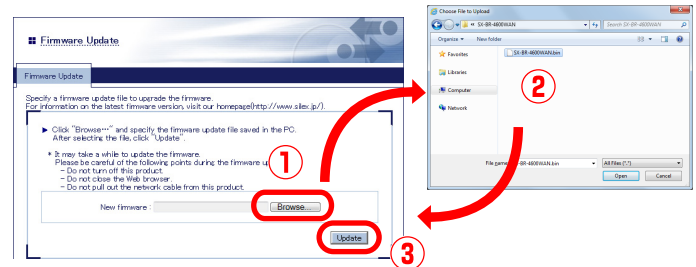 Firmware Update
Firmware Update
Specify a firmware update file to upgrade the firmware.
For information on the latest firmware version, visit our homepage(http://www.silex.jp/).
▶ Click "Browse···" and specify the firmware update file saved in the PC.
After selecting the file, click "Update".
* It may take a while to update the firmware.
Please be careful of the following points during the firmware
- Do not turn off this product.
- Do not close the Web browser.
- Do not pull out the network cable from this product.
New firmware :
Browse...
Update
1
3
Choose File to Upload
« SX-BR-4600WAN
Search SX-BR-4600WAN
Organize ▾ New folder
Favorites
SX-BR-4600WAN.bin
Libraries
Computer
Network
2
File name: SX-BR-4600WAN.bin
All Files (*.*)
Open Cancel